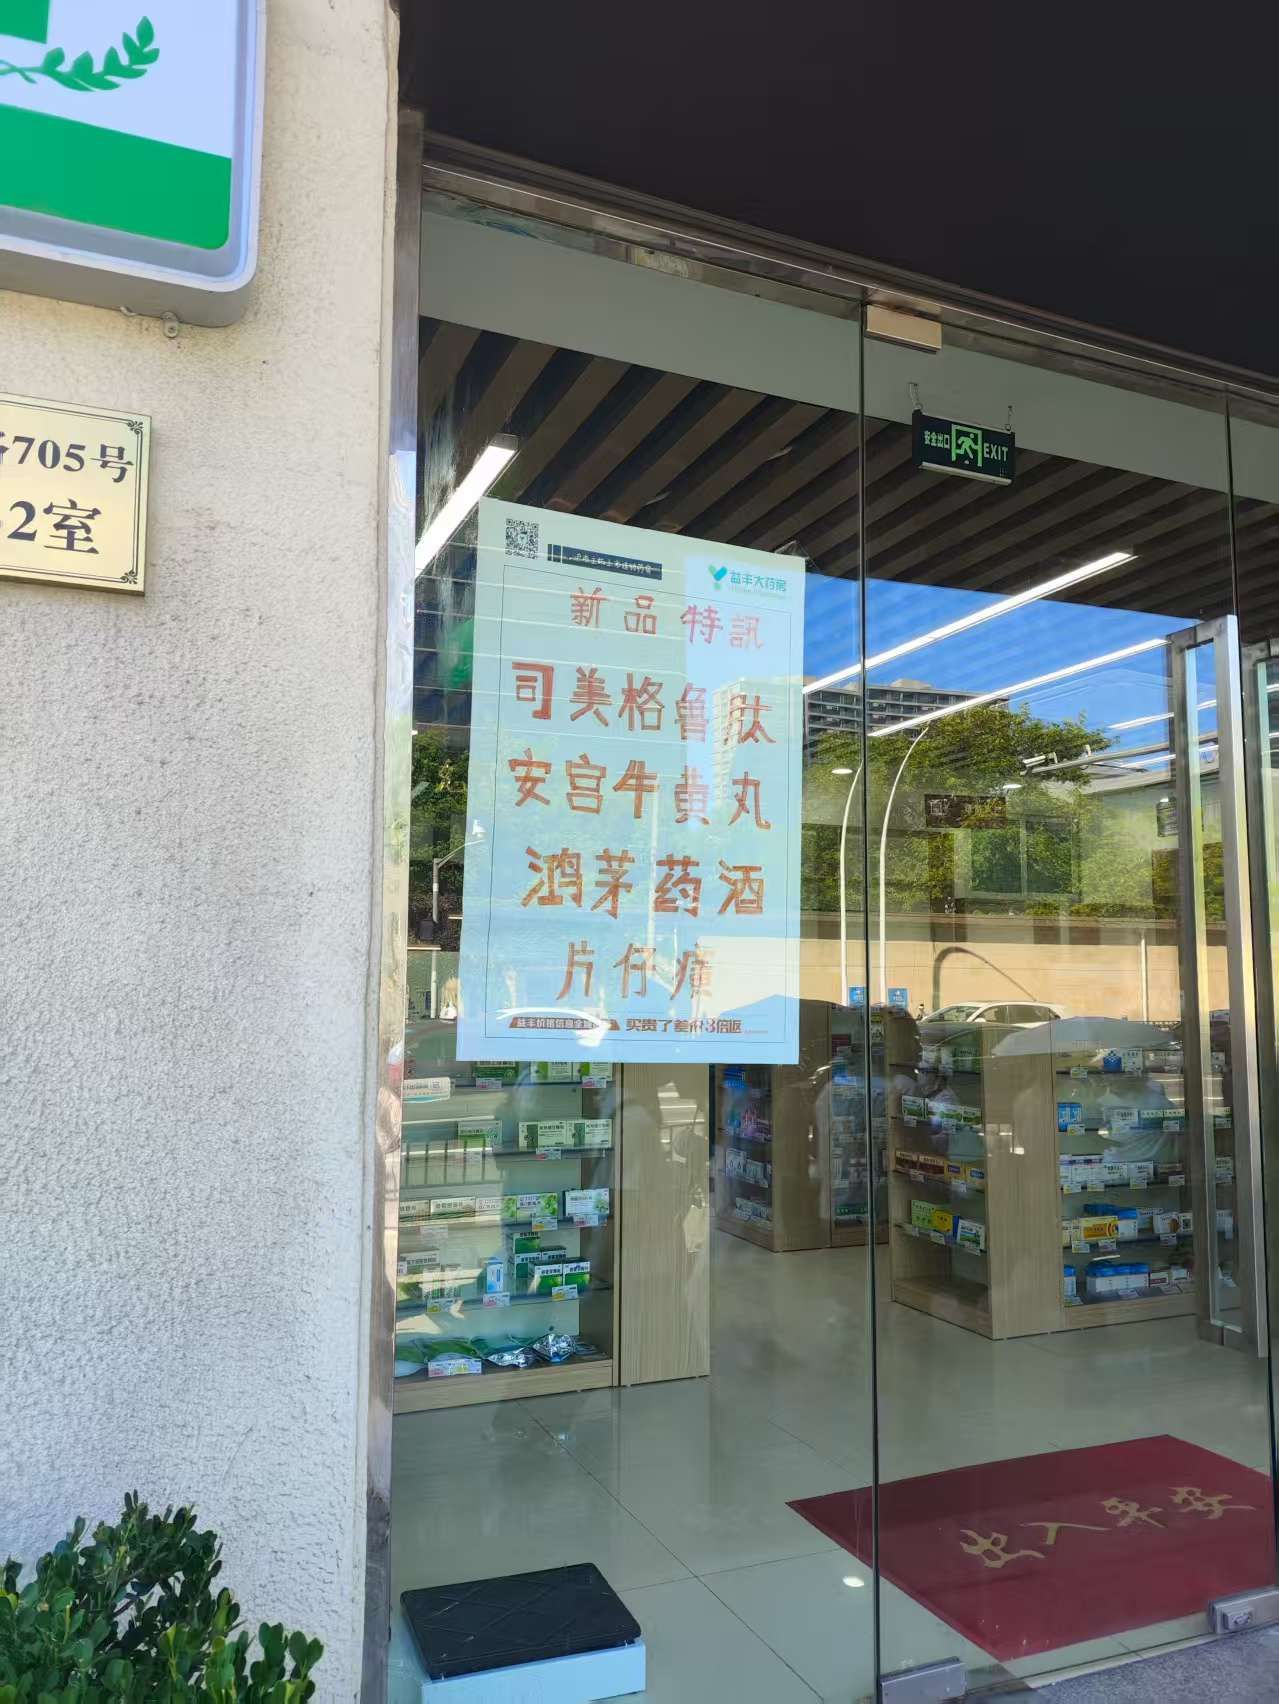 705号
2室
安全出口 EXIT
益丰大药房
新品特訊
司美格鲁肽
安宫牛黄丸
鸿茅药酒
片仔癀
买贵了差价3倍返
出入平安